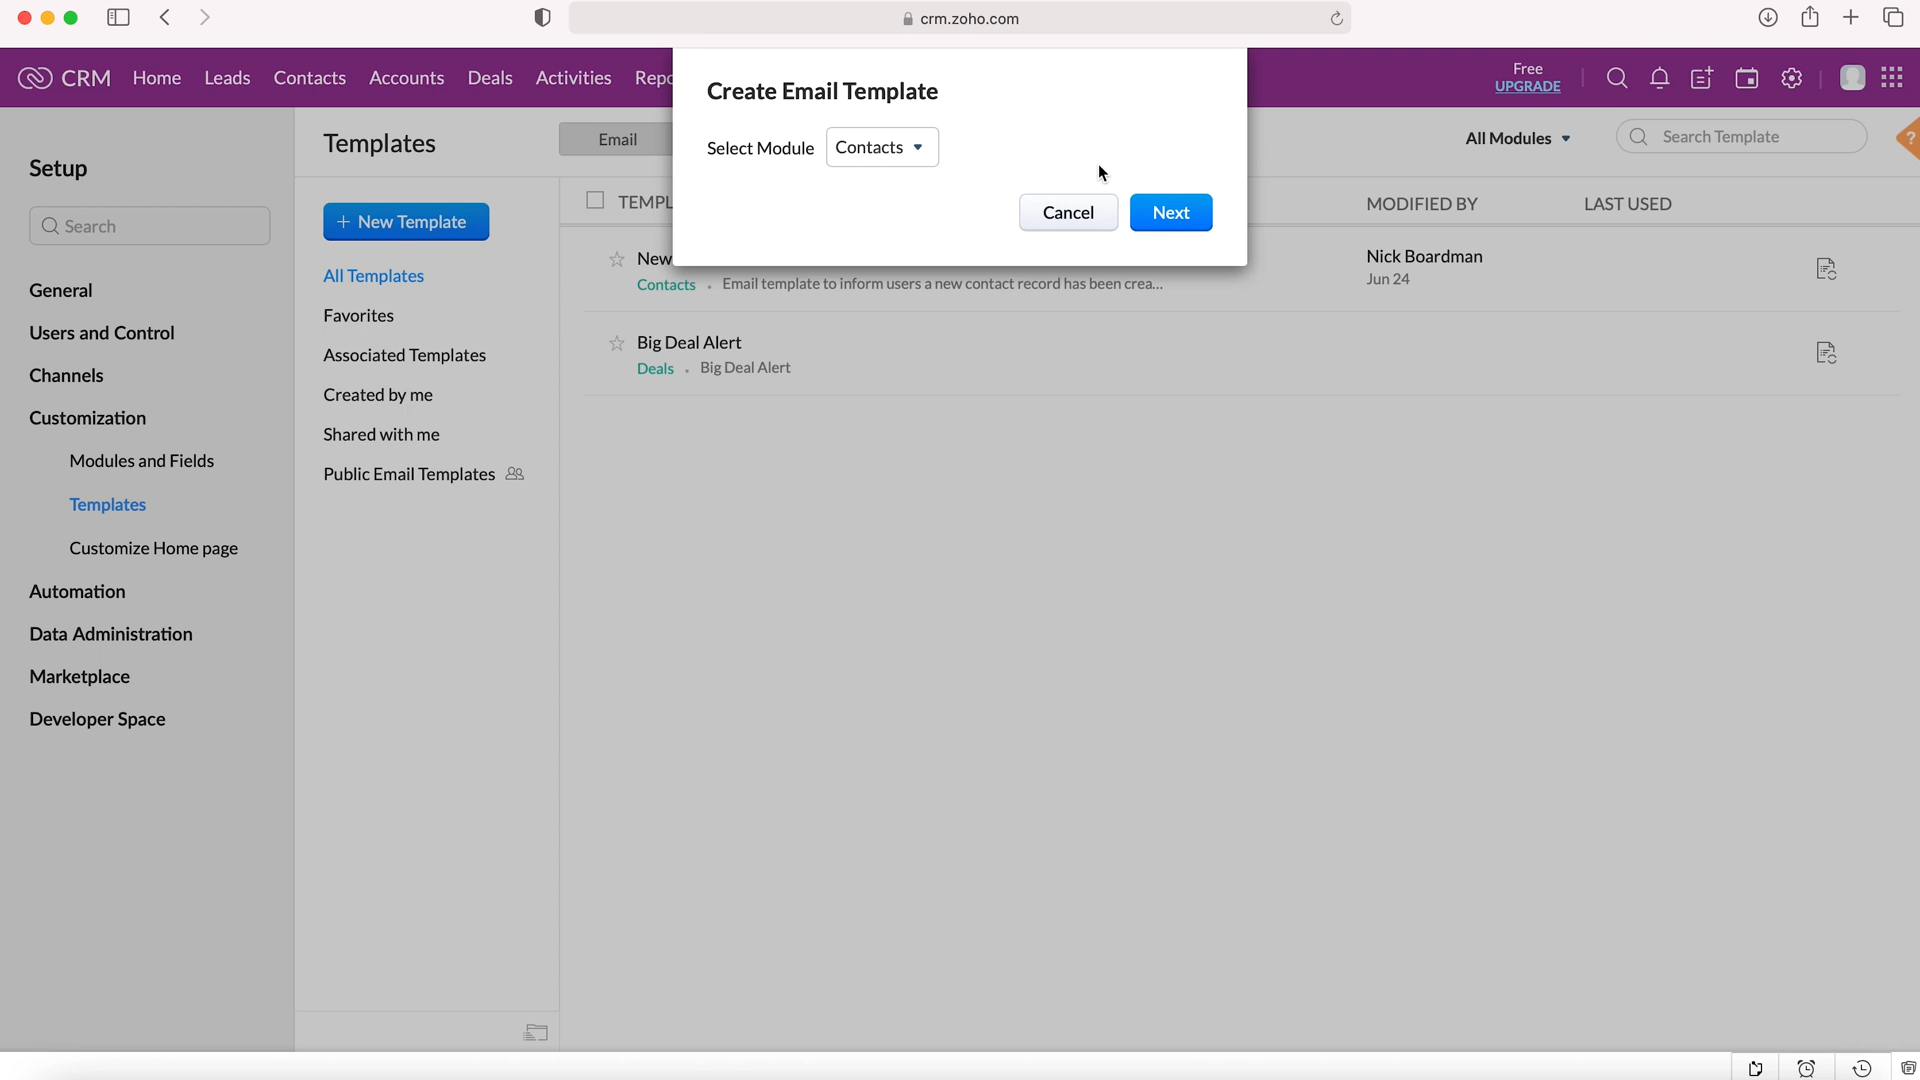 crm.zoho.com
CRM Home Leads Contacts Accounts Deals Activities Repo
Free
UPGRADE
Create Email Template
Select Module Contacts
Cancel Next
Setup
Search
General
Users and Control
Channels
Customization
Modules and Fields
Templates
Customize Home page
Automation
Data Administration
Marketplace
Developer Space
Templates
Email
All Modules
Search Template
?
+ New Template
All Templates
Favorites
Associated Templates
Created by me
Shared with me
Public Email Templates
TEMPL MODIFIED BY LAST USED
New
Contacts . Email template to inform users a new contact record has been crea...
Nick Boardman
Jun 24
Big Deal Alert
Deals . Big Deal Alert